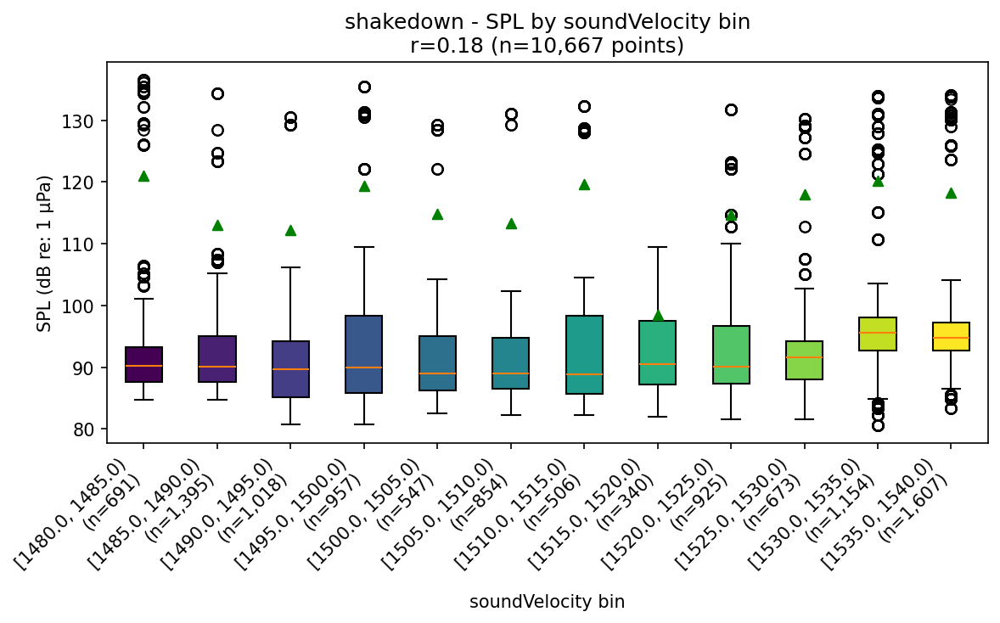 shakedown - SPL by soundVelocity bin
r=0.18 (n=10,667 points)
SPL (dB re: 1 µPa)
130
120
110
100
90
80
[1480.0, 1485.0)
(n=691)
[1485.0, 1490.0)
(n=1,395)
[1490.0, 1495.0)
(n=1,018)
[1495.0, 1500.0)
(n=957)
[1500.0, 1505.0)
(n=547)
[1505.0, 1510.0)
(n=854)
[1510.0, 1515.0)
(n=506)
[1515.0, 1520.0)
(n=340)
[1520.0, 1525.0)
(n=925)
[1525.0, 1530.0)
(n=673)
[1530.0, 1535.0)
(n=1,154)
[1535.0, 1540.0)
(n=1,607)
soundVelocity bin